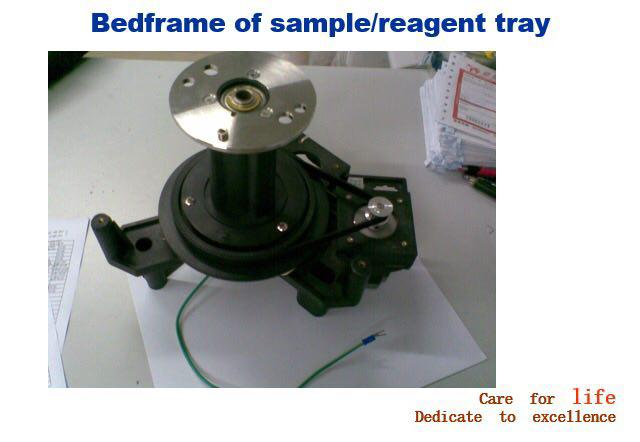 Bedframe of sample/reagent tray
Care for life
Dedicate to excellence